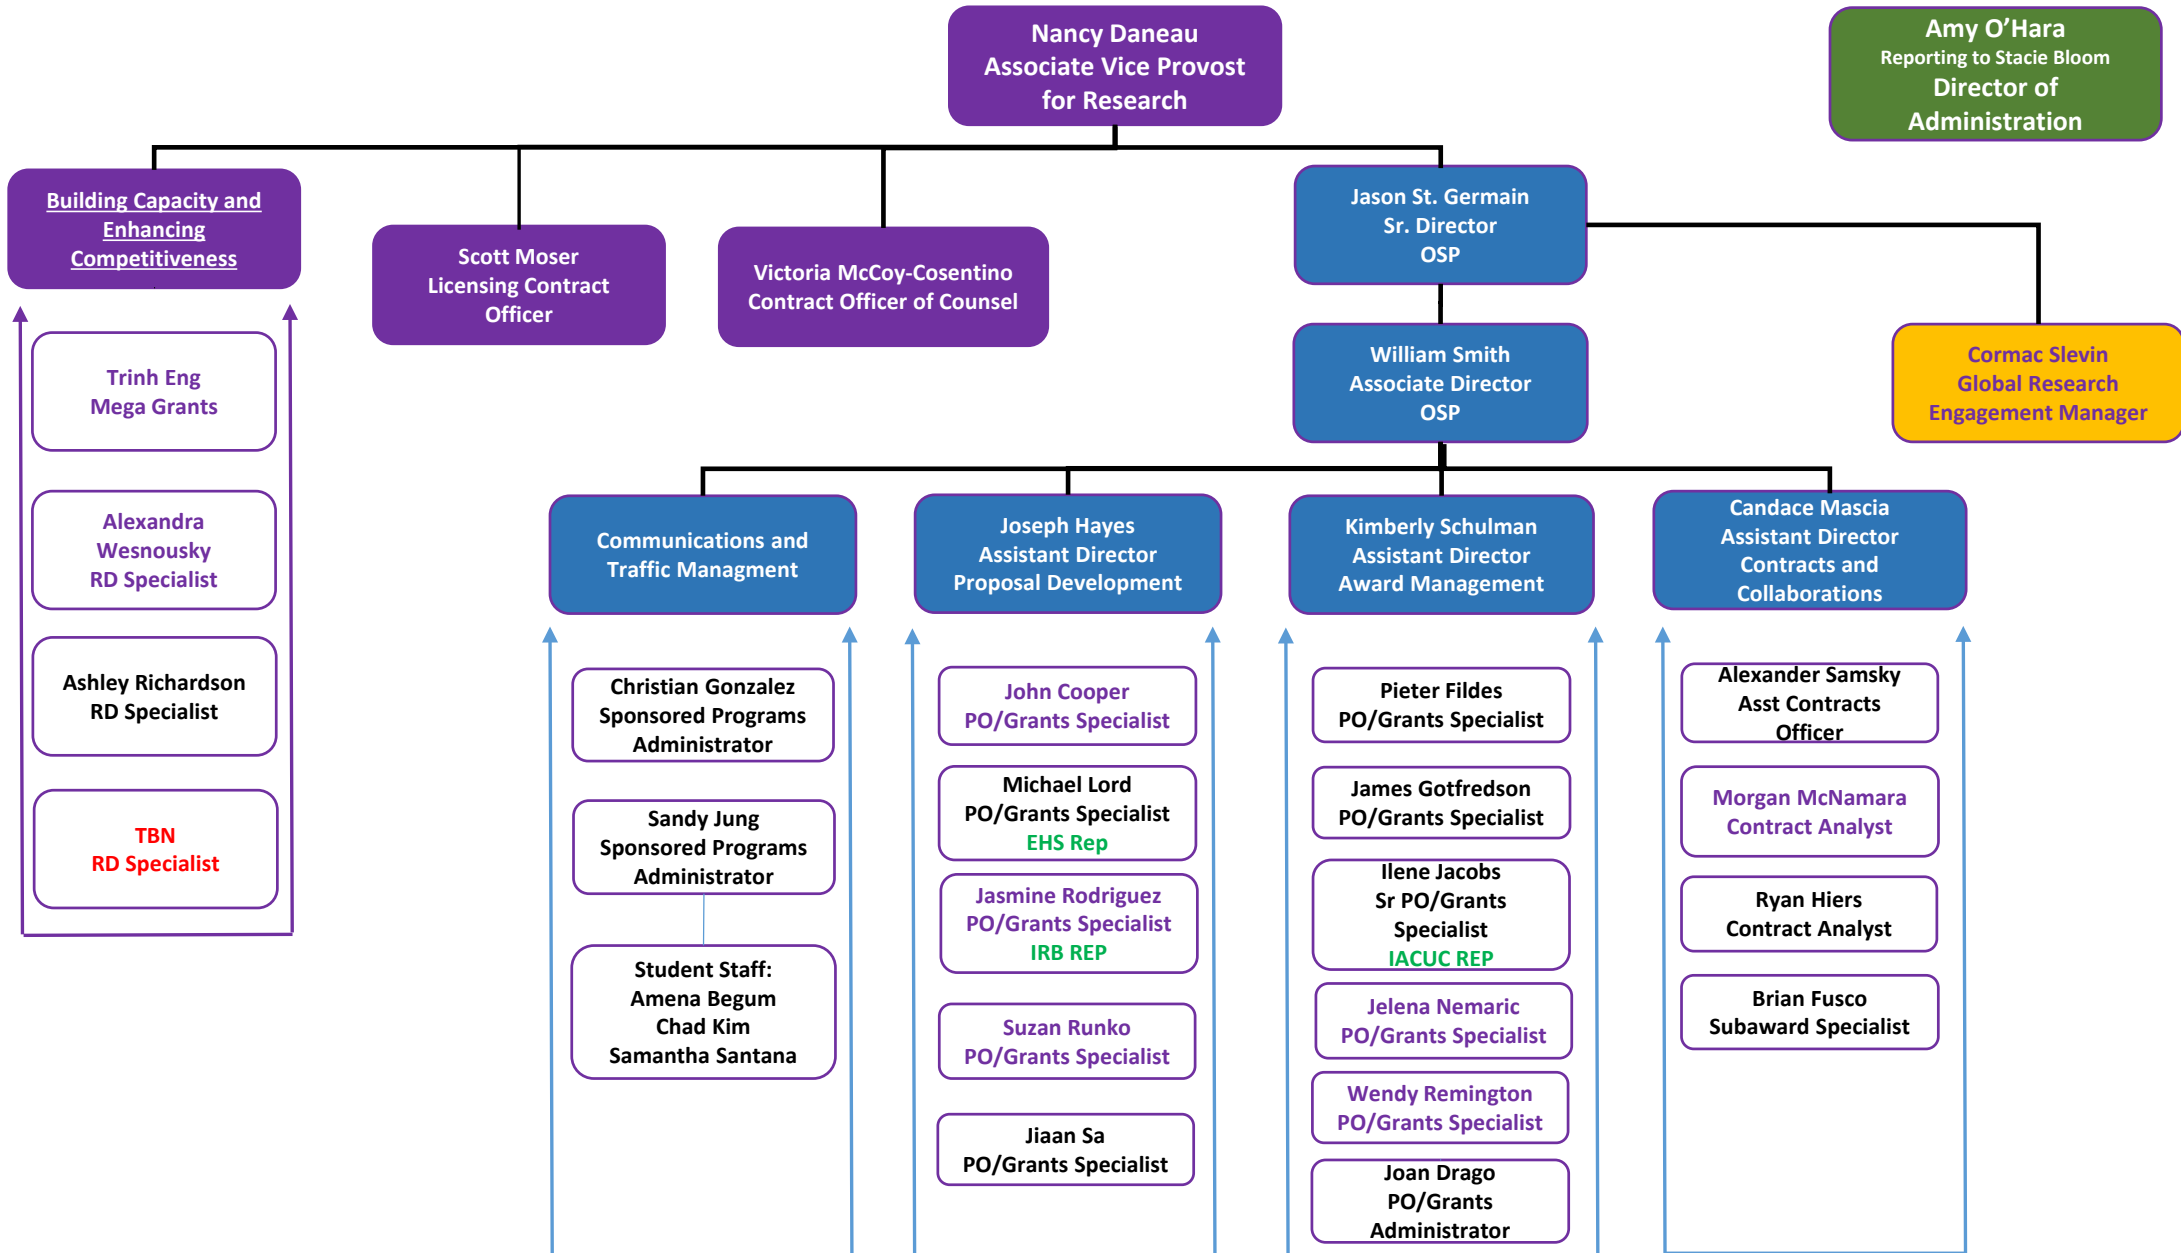 Nancy Daneau
Associate Vice Provost
for Research
Amy O'Hara
Reporting to Stacie Bloom
Director of
Administration
Building Capacity and
Enhancing
Competitiveness
Scott Moser
Licensing Contract
Officer
Victoria McCoy-Cosentino
Contract Officer of Counsel
Jason St. Germain
Sr. Director
OSP
William Smith
Associate Director
OSP
Cormac Slevin
Global Research
Engagement Manager
Trinh Eng
Mega Grants
Alexandra
Wesnousky
RD Specialist
Ashley Richardson
RD Specialist
TBN
RD Specialist
Communications and
Traffic Managment
Christian Gonzalez
Sponsored Programs
Administrator
Sandy Jung
Sponsored Programs
Administrator
Student Staff:
Amena Begum
Chad Kim
Samantha Santana
Joseph Hayes
Assistant Director
Proposal Development
John Cooper
PO/Grants Specialist
Michael Lord
PO/Grants Specialist
EHS Rep
Jasmine Rodriguez
PO/Grants Specialist
IRB REP
Suzan Runko
PO/Grants Specialist
Jiaan Sa
PO/Grants Specialist
Kimberly Schulman
Assistant Director
Award Management
Pieter Fildes
PO/Grants Specialist
James Gotfredson
PO/Grants Specialist
Ilene Jacobs
Sr PO/Grants
Specialist
IACUC REP
Jelena Nemaric
PO/Grants Specialist
Wendy Remington
PO/Grants Specialist
Joan Drago
PO/Grants
Administrator
Candace Mascia
Assistant Director
Contracts and
Collaborations
Alexander Samsky
Asst Contracts
Officer
Morgan McNamara
Contract Analyst
Ryan Hiers
Contract Analyst
Brian Fusco
Subaward Specialist